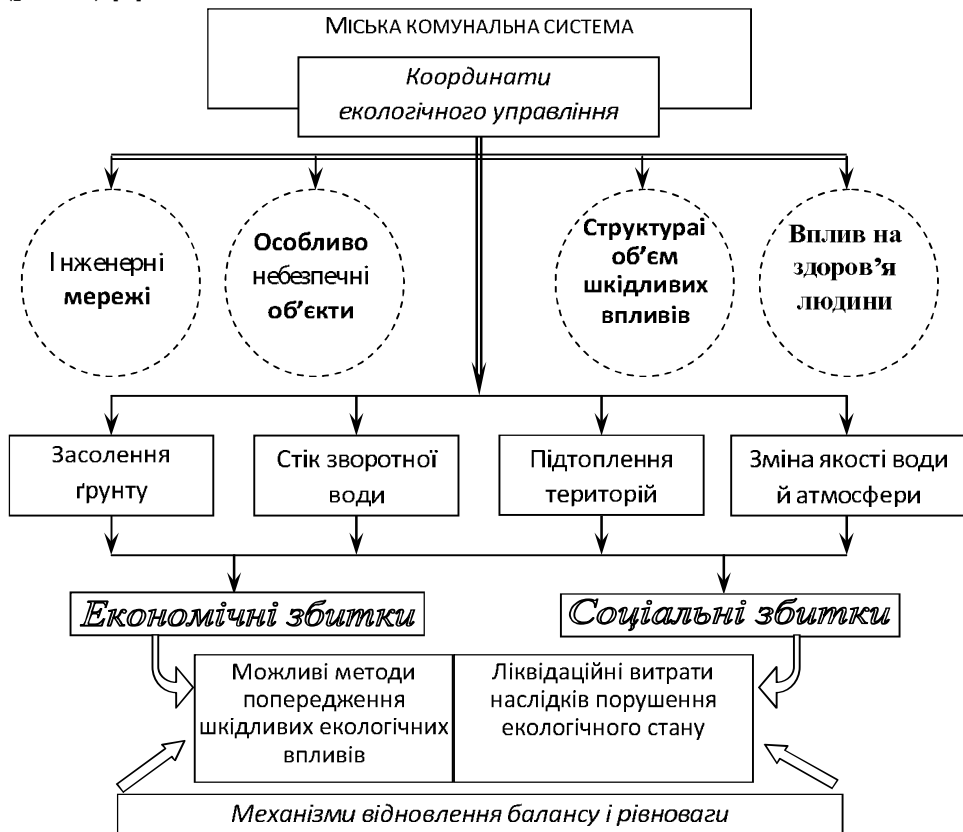 МІСЬКА КОМУНАЛЬНА СИСТЕМА
Координати
екологічного управління
Інженерні
мережі
Особливо
небезпечні
об’єкти
Структураі
об’єм
шкідливих
впливів
Вплив на
здоров’я
людини
Засолення
ґрунту
Стік зворотної
води
Підтоплення
територій
Зміна якості води
й атмосфери
Економічні збитки
Соціальні збитки
Можливі методи
попередження
шкідливих екологічних
впливів
Ліквідаційні витрати
наслідків порушення
екологічного стану
Механізми відновлення балансу і рівноваги